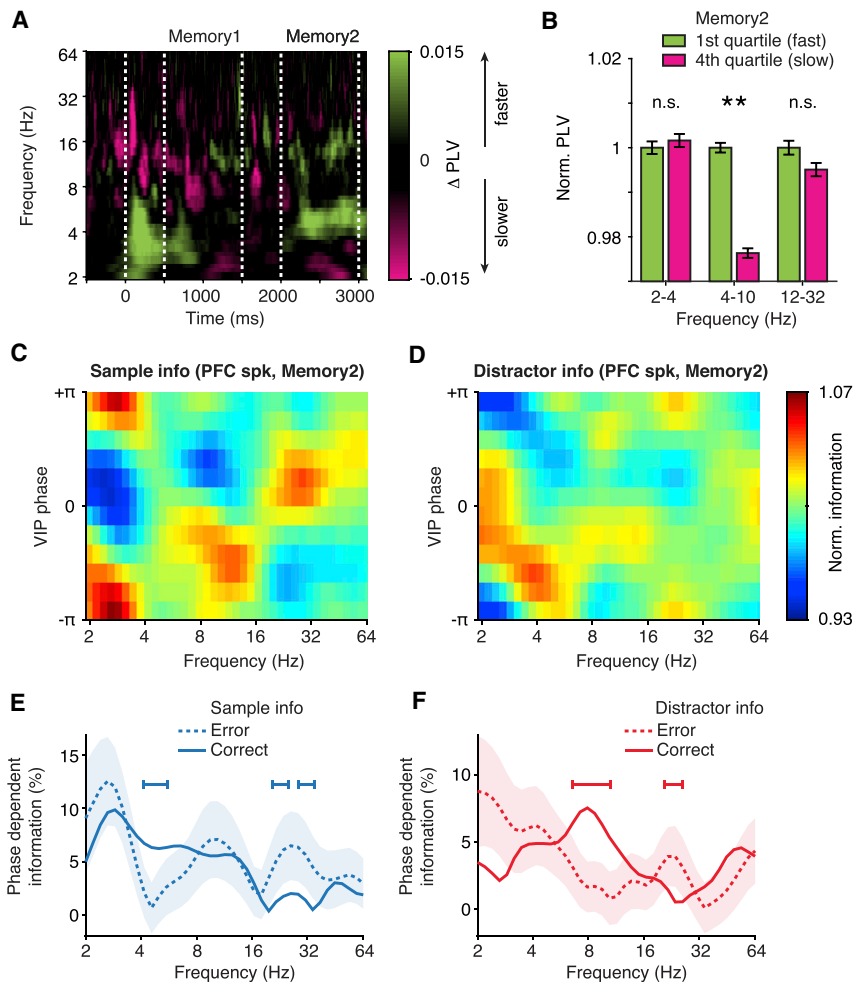 A
Memory1
Memory2
64
32
16
8
4
2
Frequency (Hz)
0
1000
2000
3000
Time (ms)
0.015
0
-0.015
Δ PLV
faster
slower
B
Memory2
1st quartile (fast)
4th quartile (slow)
1.02
1
0.98
Norm. PLV
n.s.
**
n.s.
2-4
4-10
12-32
Frequency (Hz)
C
Sample info (PFC spk, Memory2)
+π
0
-π
VIP phase
2
4
8
16
32
64
Frequency (Hz)
D
Distractor info (PFC spk, Memory2)
+π
0
-π
VIP phase
2
4
8
16
32
64
Frequency (Hz)
1.07
0.93
Norm. information
E
Sample info
Error
Correct
15
10
5
0
Phase dependent
information (%)
2
4
8
16
32
64
Frequency (Hz)
F
Distractor info
Error
Correct
10
5
0
Phase dependent
information (%)
2
4
8
16
32
64
Frequency (Hz)